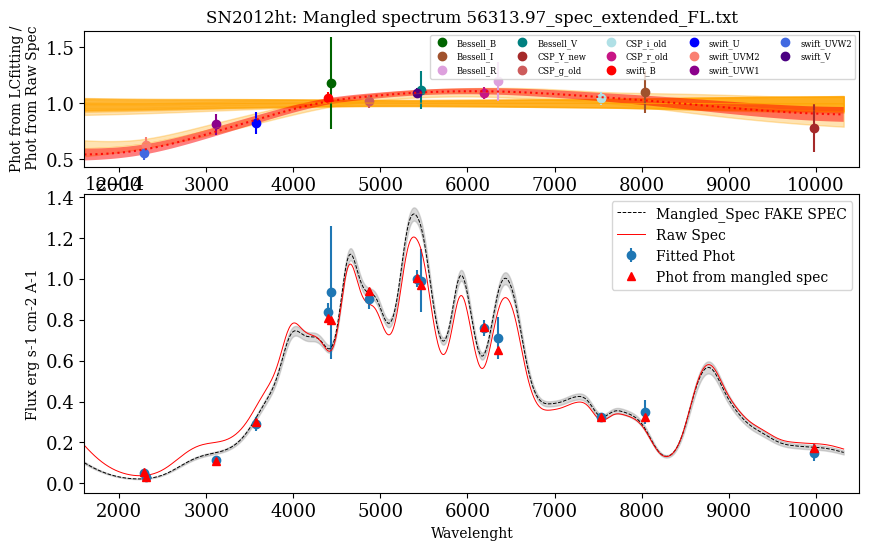 SN2012ht: Mangled spectrum 56313.97_spec_extended_FL.txt
Phot from LCfitting /
Phot from Raw Spec
1.5
1.0
0.5
Bessell_B Bessell_V CSP_i_old swift_U swift_UVW2
Bessell_I CSP_Y_new CSP_r_old swift_UVM2 swift_V
Bessell_R CSP_g_old swift_B swift_UVW1
2000 3000 4000 5000 6000 7000 8000 9000 10000
1e−14
Flux erg s-1 cm-2 A-1
1.4
1.2
1.0
0.8
0.6
0.4
0.2
0.0
Mangled_Spec FAKE SPEC
Raw Spec
Fitted Phot
Phot from mangled spec
2000 3000 4000 5000 6000 7000 8000 9000 10000
Wavelenght